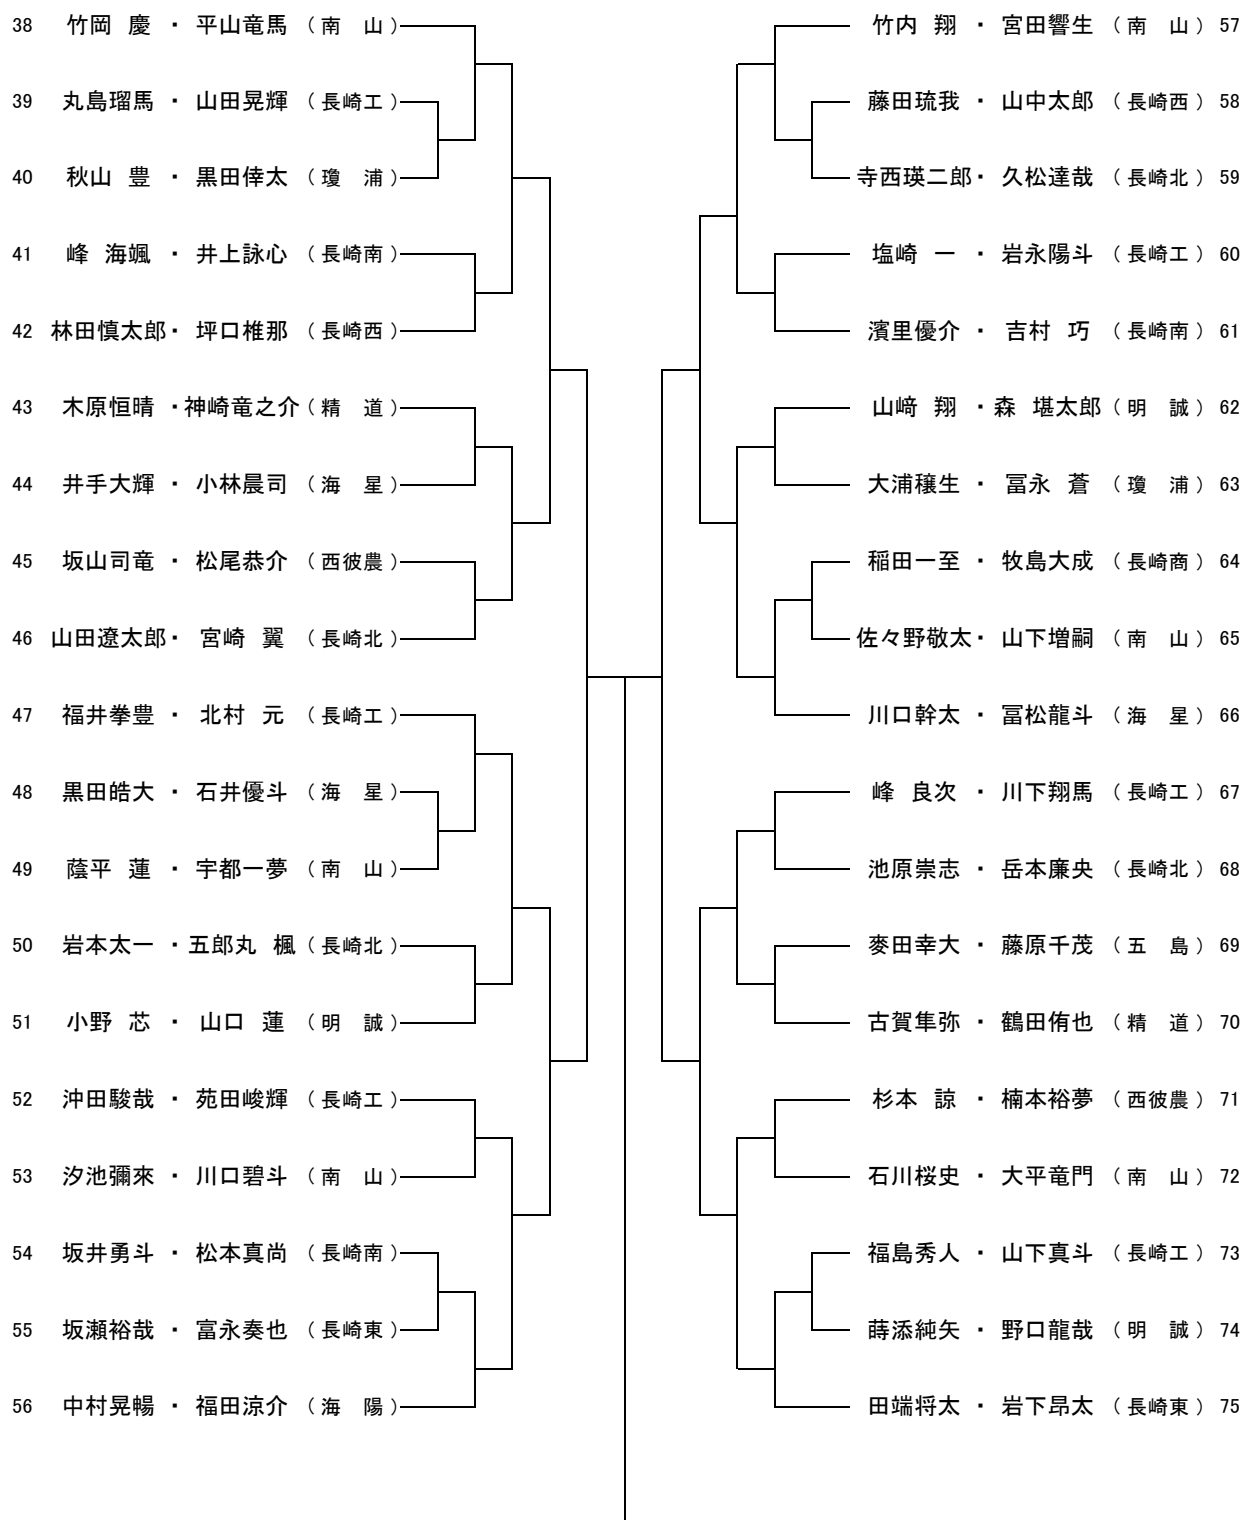 38 竹岡 慶 ・ 平山竜馬 （南 山）
39 丸島瑠馬 ・ 山田晃輝 （長崎工）
40 秋山 豊 ・ 黒田倖太 （瓊 浦）
41 峰 海颯 ・ 井上詠心 （長崎南）
42 林田慎太郎・ 坪口椎那 （長崎西）
43 木原恒晴 ・神崎竜之介（精 道）
44 井手大輝 ・ 小林晨司 （海 星）
45 坂山司竜 ・ 松尾恭介 （西彼農）
46 山田遼太郎・ 宮崎 翼 （長崎北）
47 福井拳豊 ・ 北村 元 （長崎工）
48 黒田皓大 ・ 石井優斗 （海 星）
49 蔭平 蓮 ・ 宇都一夢 （南 山）
50 岩本太一 ・五郎丸 楓（長崎北）
51 小野 芯 ・ 山口 蓮 （明 誠）
52 沖田駿哉 ・ 苑田峻輝 （長崎工）
53 汐池彌來 ・ 川口碧斗 （南 山）
54 坂井勇斗 ・ 松本真尚 （長崎南）
55 坂瀬裕哉 ・ 富永奏也 （長崎東）
56 中村晃暢 ・ 福田涼介 （海 陽）
竹内 翔 ・ 宮田響生 （南 山） 57
藤田琉我 ・ 山中太郎 （長崎西） 58
寺西瑛二郎・ 久松達哉 （長崎北） 59
塩崎 一 ・ 岩永陽斗 （長崎工） 60
濱里優介 ・ 吉村 巧 （長崎南） 61
山﨑 翔 ・森 堪太郎（明 誠） 62
大浦穣生 ・ 冨永 蒼 （瓊 浦） 63
稲田一至 ・ 牧島大成 （長崎商） 64
佐々野敬太・ 山下増嗣 （南 山） 65
川口幹太 ・ 冨松龍斗 （海 星） 66
峰 良次 ・ 川下翔馬 （長崎工） 67
池原崇志 ・ 岳本廉央 （長崎北） 68
麥田幸大 ・ 藤原千茂 （五 島） 69
古賀隼弥 ・ 鶴田侑也 （精 道） 70
杉本 諒 ・ 楠本裕夢 （西彼農） 71
石川桜史 ・ 大平竜門 （南 山） 72
福島秀人 ・ 山下真斗 （長崎工） 73
蒔添純矢 ・ 野口龍哉 （明 誠） 74
田端将太 ・ 岩下昂太 （長崎東） 75